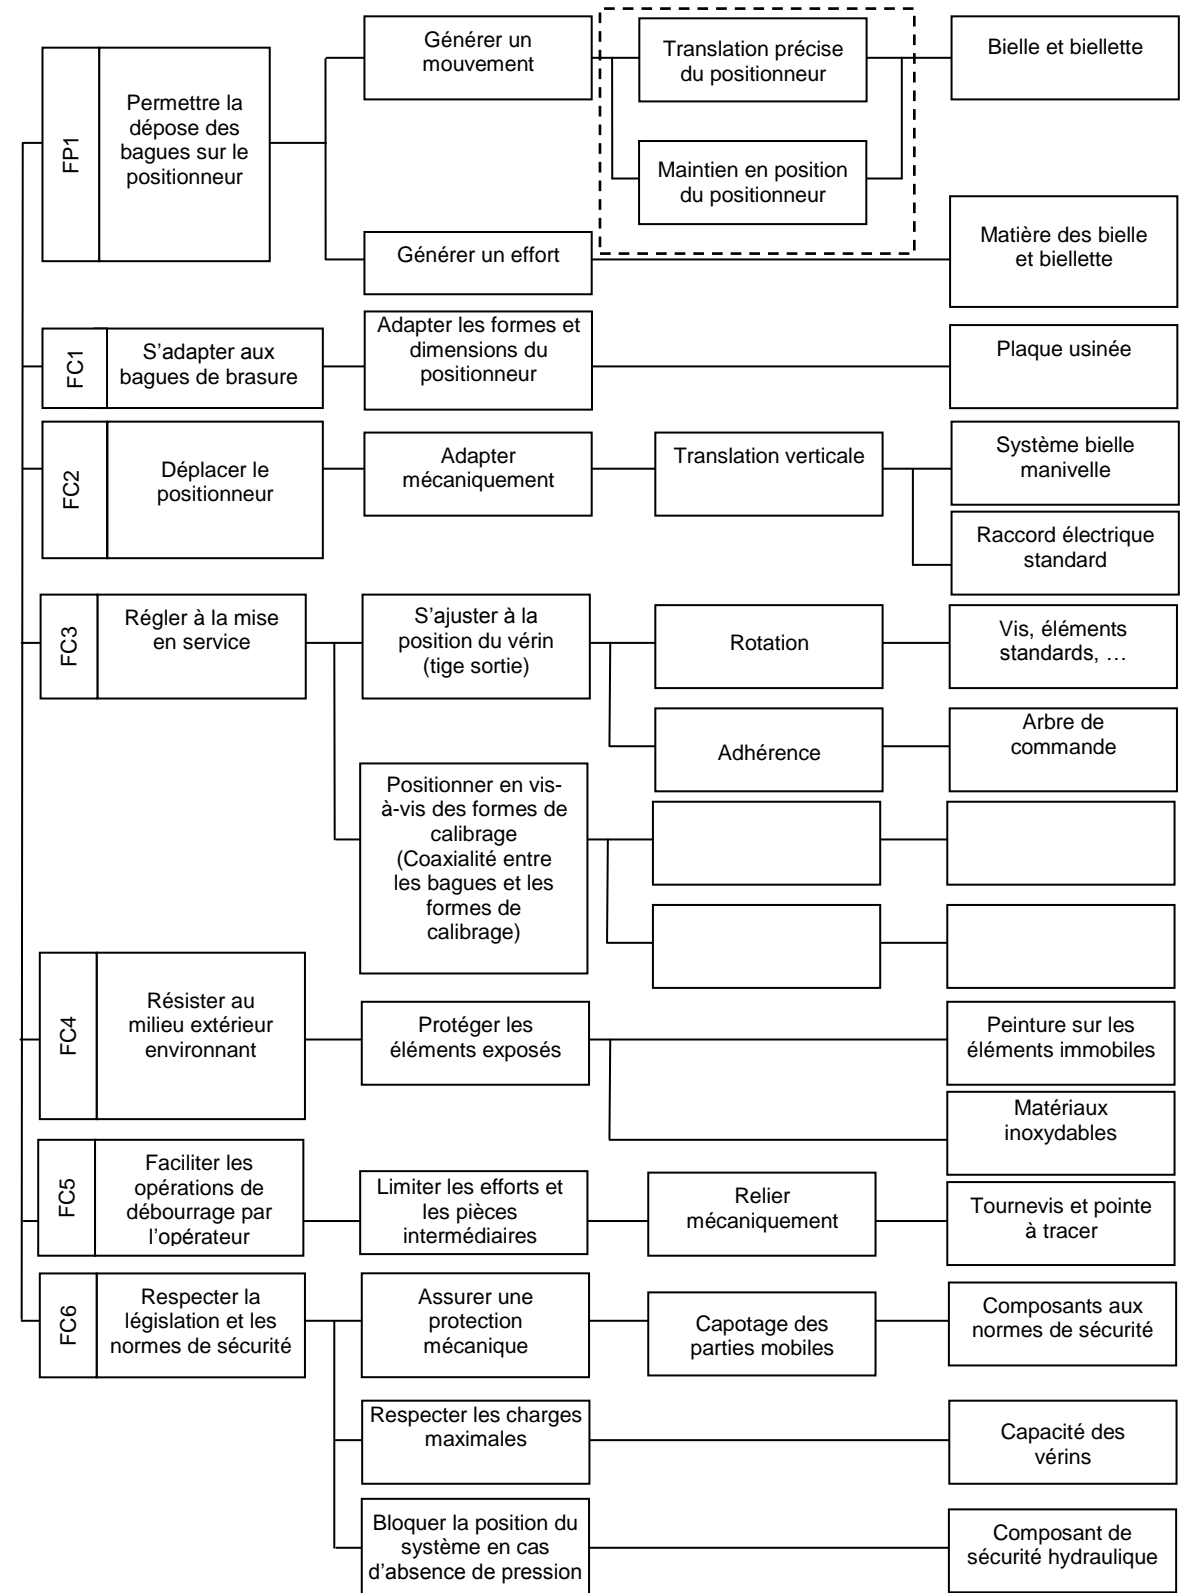 FP1
Permettre la
dépose des
bagues sur le
positionneur
Générer un
mouvement
Translation précise
du positionneur
Bielle et biellette
Maintien en position
du positionneur
Générer un effort
Matière des bielle
et biellette
FC1
S’adapter aux
bagues de brasure
Adapter les formes et
dimensions du
positionneur
Plaque usinée
FC2
Déplacer le
positionneur
Adapter
mécaniquement
Translation verticale
Système bielle
manivelle
Raccord électrique
standard
FC3
Régler à la mise
en service
S’ajuster à la
position du vérin
(tige sortie)
Rotation
Vis, éléments
standards, …
Adhérence
Arbre de
commande
Positionner en vis-
à-vis des formes de
calibrage
(Coaxialité entre
les bagues et les
formes de
calibrage)
FC4
Résister au
milieu extérieur
environnant
Protéger les
éléments exposés
Peinture sur les
éléments immobiles
Matériaux
inoxydables
FC5
Faciliter les
opérations de
débourrage par
l’opérateur
Limiter les efforts et
les pièces
intermédiaires
Relier
mécaniquement
Tournevis et pointe
à tracer
FC6
Respecter la
législation et les
normes de sécurité
Assurer une
protection
mécanique
Capotage des
parties mobiles
Composants aux
normes de sécurité
Respecter les charges
maximales
Capacité des
vérins
Bloquer la position du
système en cas
d’absence de pression
Composant de
sécurité hydraulique